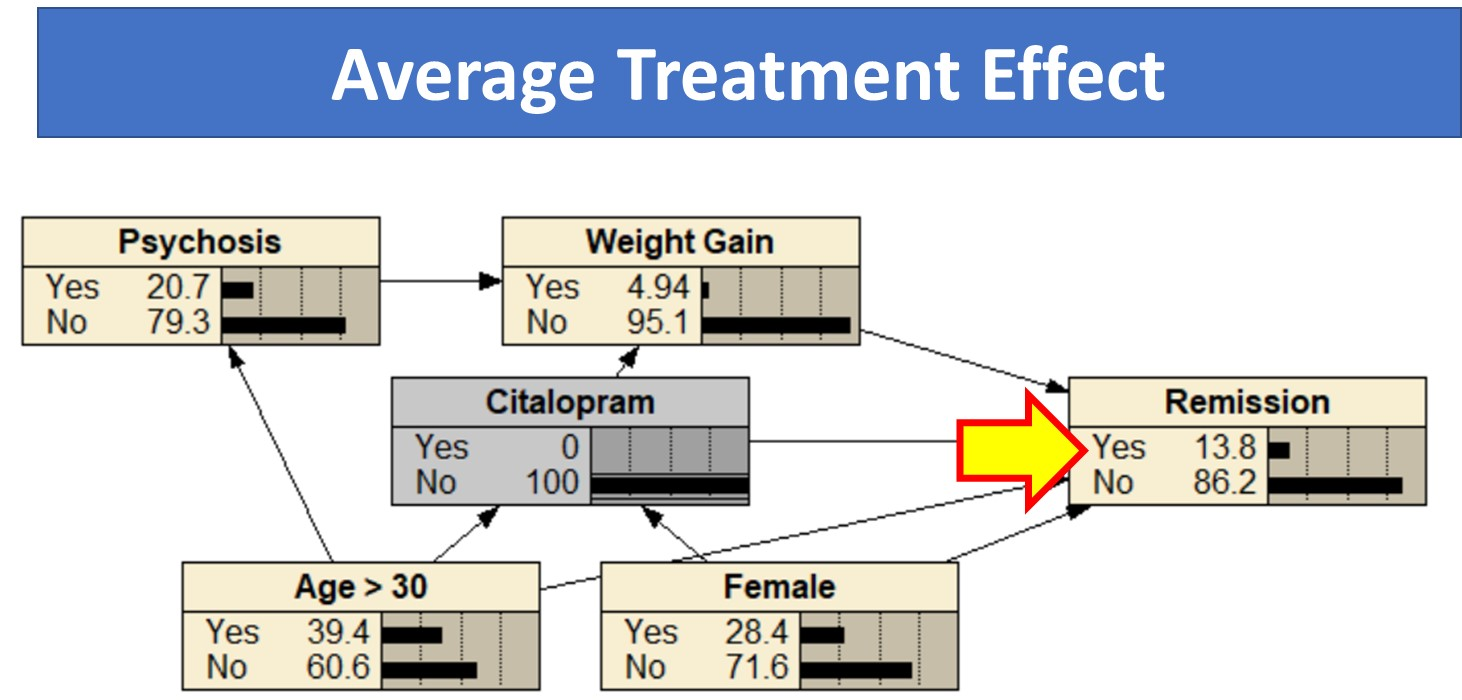 Average Treatment Effect
Psychosis
Yes 20.7
No 79.3
Weight Gain
Yes 4.94
No 95.1
Citalopram
Yes 0
No 100
Remission
Yes 13.8
No 86.2
Age > 30
Yes 39.4
No 60.6
Female
Yes 28.4
No 71.6